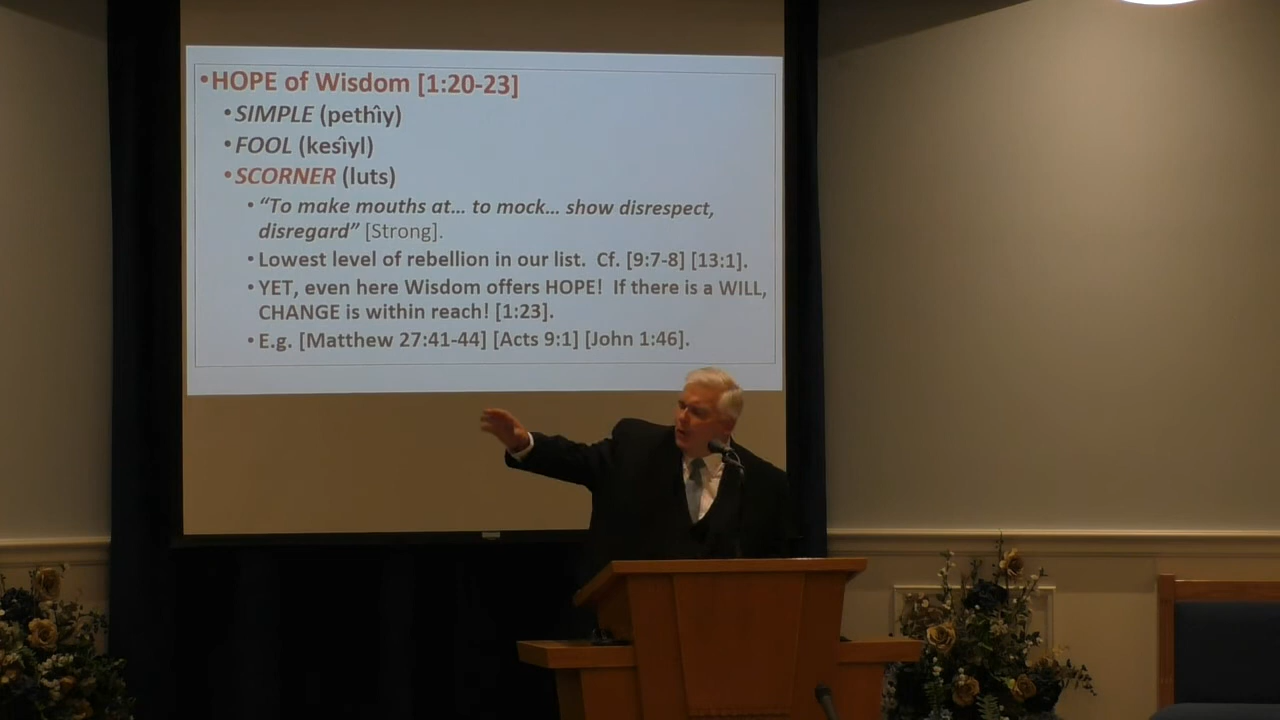 •HOPE of Wisdom [1:20-23]
•SIMPLE (pethîy)
•FOOL (kesîyl)
•SCORNER (luts)
•“To make mouths at… to mock… show disrespect,
disregard” [Strong].
•Lowest level of rebellion in our list.  Cf. [9:7-8] [13:1].
•YET, even here Wisdom offers HOPE!  If there is a WILL,
CHANGE is within reach! [1:23].
•E.g. [Matthew 27:41-44] [Acts 9:1] [John 1:46].